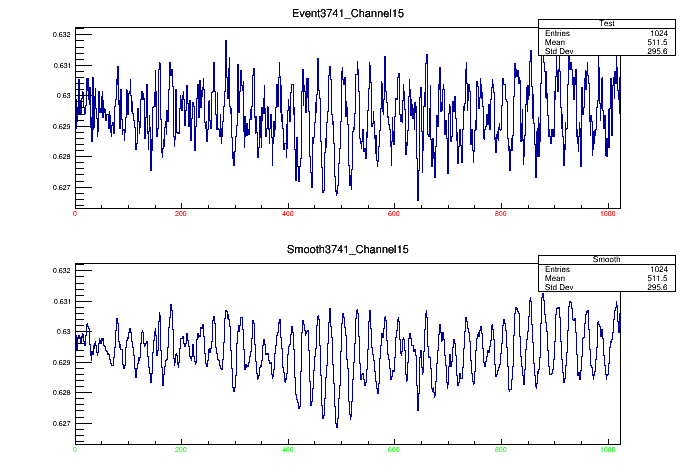 Event3741_Channel15
Test
Entries 1024
Mean 511.5
Std Dev 295.6
0.632
0.631
0.63
0.629
0.628
0.627
0 200 400 600 800 1000
Smooth3741_Channel15
Smooth
Entries 1024
Mean 511.5
Std Dev 295.6
0.632
0.631
0.63
0.629
0.628
0.627
0 200 400 600 800 1000